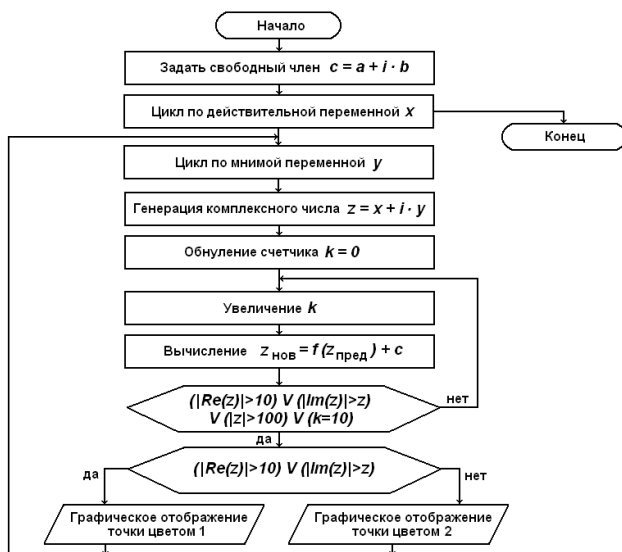 Начало
Задать свободный член c = a + i · b
Цикл по действительной переменной x
Конец
Цикл по мнимой переменной y
Генерация комплексного числа z = x + i · y
Обнуление счетчика k = 0
Увеличение k
Вычисление z нов = f (z пред ) + c
(|Re(z)|>10) V (|Im(z)|>z)
V (|z|>100) V (k=10)
нет
да
(|Re(z)|>10) V (|Im(z)|>z)
да
нет
Графическое отображение
точки цветом 1
Графическое отображение
точки цветом 2